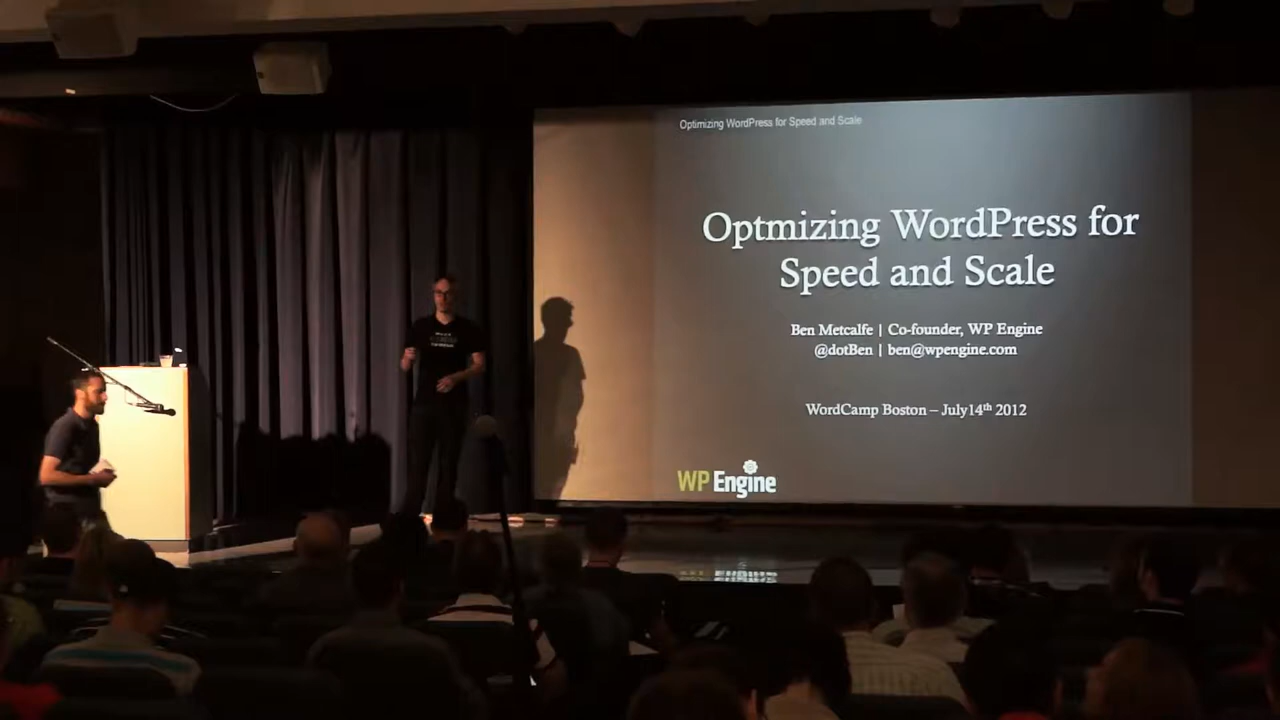 Optimizing WordPress for Speed and Scale
Optmizing WordPress for
Speed and Scale
Ben Metcalfe | Co-founder, WP Engine
@dotBen | ben@wpengine.com
WordCamp Boston – July14th 2012
WP Engine